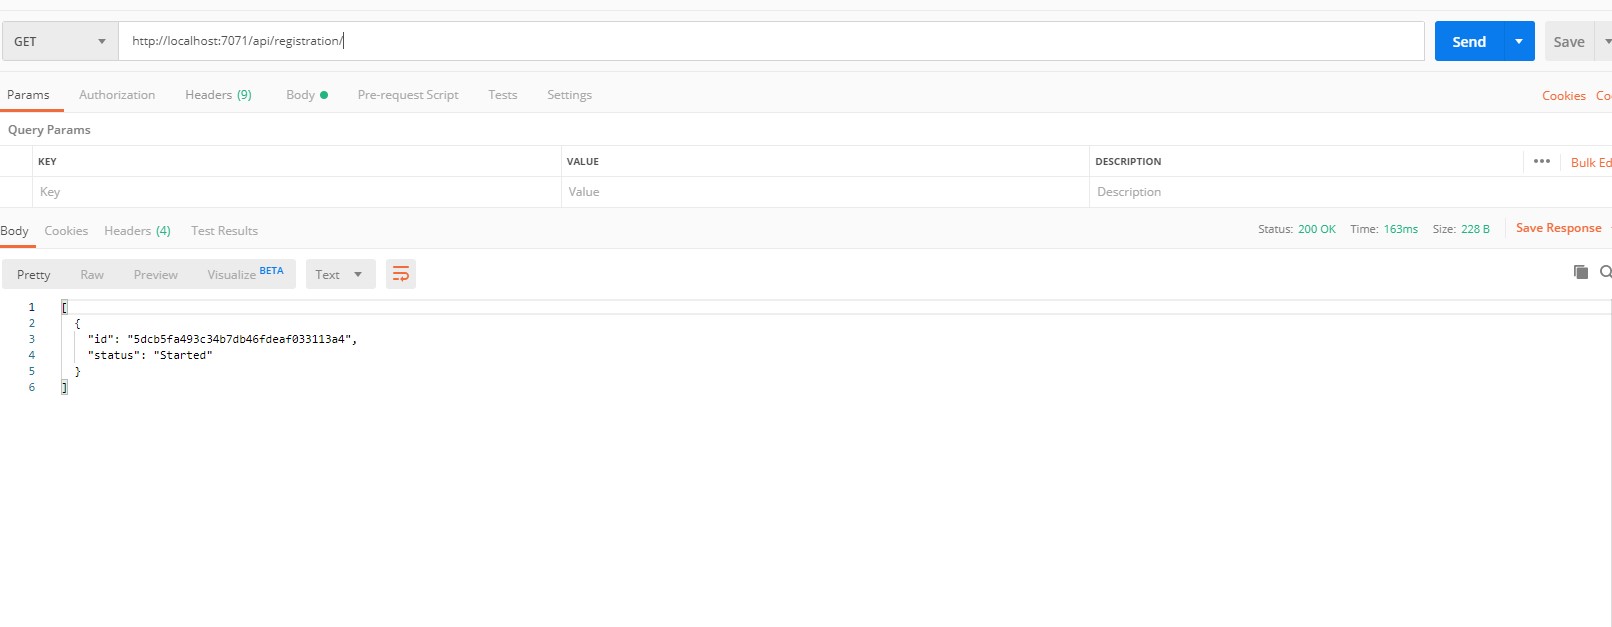 GET http://localhost:7071/api/registration/ Send Save
Params Authorization Headers (9) Body Pre-request Script Tests Settings Cookies Co
Query Params
KEY VALUE DESCRIPTION ••• Bulk Ed
Key Value Description
Body Cookies Headers (4) Test Results Status: 200 OK Time: 163ms Size: 228 B Save Response
Pretty Raw Preview Visualize BETA Text
1 [
2 {
3 "id": "5dcb5fa493c34b7db46fdeaf033113a4",
4 "status": "Started"
5 }
6 ]